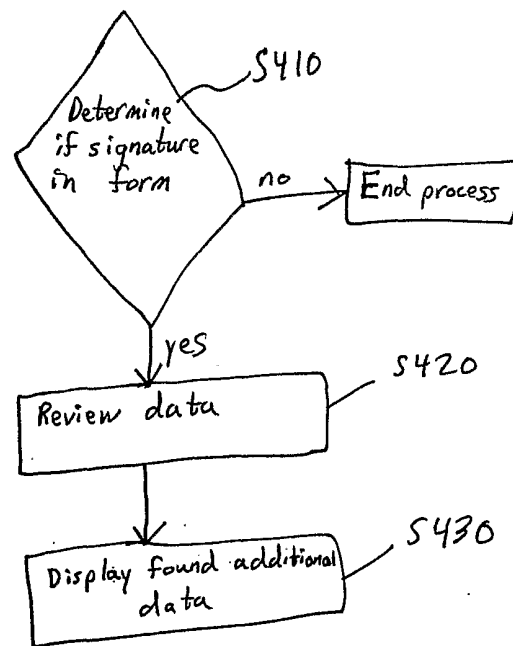 S410
Determine
if signature
in form
no
End process
yes
S420
Review data
S430
Display found additional
data